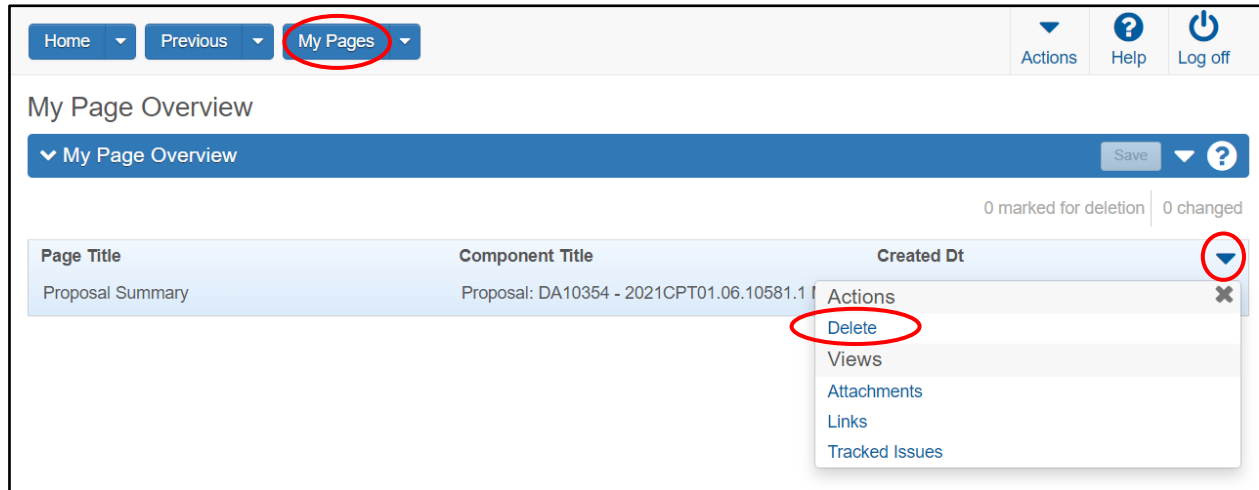 Home Previous My Pages
Actions Help Log off
My Page Overview
My Page Overview Save
0 marked for deletion 0 changed
Page Title Component Title Created Dt
Proposal Summary Proposal: DA10354 - 2021CPT01.06.10581.1
Actions
Delete
Views
Attachments
Links
Tracked Issues